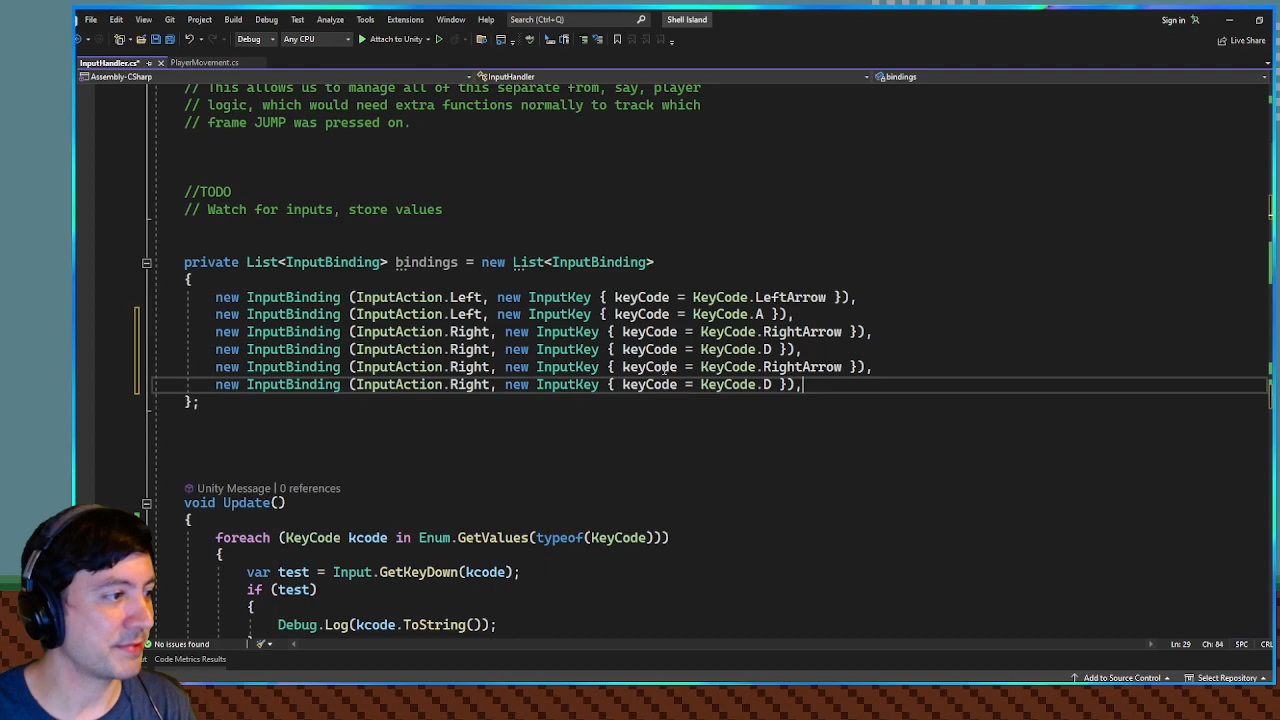 File Edit View Git Project Build Debug Test Analyze Tools Extensions Window Help Search (Ctrl+Q) Shell Island Sign in
Debug Any CPU Attach to Unity Live Share
InputHandler.cs* PlayerMovement.cs
Assembly-CSharp InputHandler bindings
// This allows us to manage all of this separate from, say, player
// logic, which would need extra functions normally to track which
// frame JUMP was pressed on.
//TODO
// Watch for inputs, store values
private List<InputBinding> bindings = new List<InputBinding>
{
new InputBinding (InputAction.Left, new InputKey { keyCode = KeyCode.LeftArrow }),
new InputBinding (InputAction.Left, new InputKey { keyCode = KeyCode.A }),
new InputBinding (InputAction.Right, new InputKey { keyCode = KeyCode.RightArrow }),
new InputBinding (InputAction.Right, new InputKey { keyCode = KeyCode.D }),
new InputBinding (InputAction.Right, new InputKey { keyCode = KeyCode.RightArrow }),
new InputBinding (InputAction.Right, new InputKey { keyCode = KeyCode.D }),
};
Unity Message | 0 references
void Update()
{
foreach (KeyCode kcode in Enum.GetValues(typeof(KeyCode)))
{
var test = Input.GetKeyDown(kcode);
if (test)
{
Debug.Log(kcode.ToString());
No issues found Ln: 29 Ch: 84 SPC
Code Metrics Results
Add to Source Control Select Repository